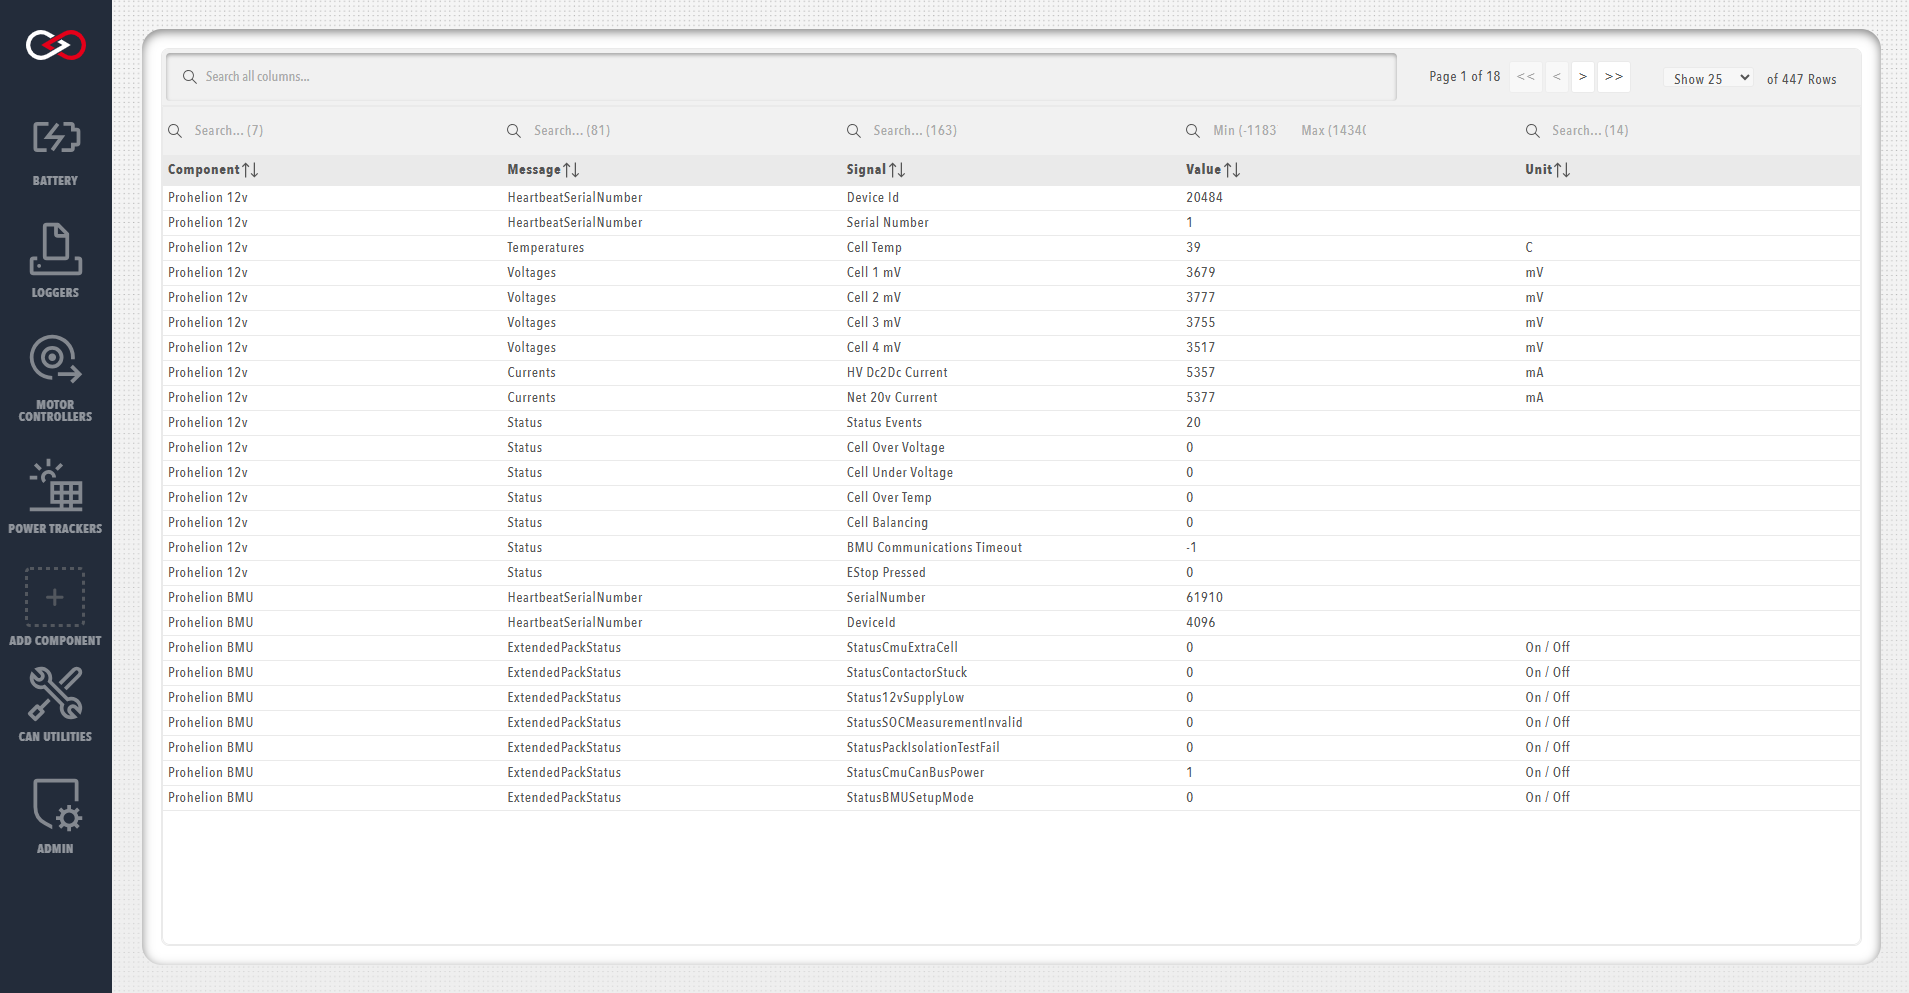 Search all columns...
Page 1 of 18 << < > >> Show 25 of 447 Rows
Search... (7) Search... (81) Search... (163) Min (-1183 Max (1434( Search... (14)
Component Message Signal Value Unit
Prohelion 12v HeartbeatSerialNumber Device Id 20484
Prohelion 12v HeartbeatSerialNumber Serial Number 1
Prohelion 12v Temperatures Cell Temp 39 C
Prohelion 12v Voltages Cell 1 mV 3679 mV
Prohelion 12v Voltages Cell 2 mV 3777 mV
Prohelion 12v Voltages Cell 3 mV 3755 mV
Prohelion 12v Voltages Cell 4 mV 3517 mV
Prohelion 12v Currents HV Dc2Dc Current 5357 mA
Prohelion 12v Currents Net 20v Current 5377 mA
Prohelion 12v Status Status Events 20
Prohelion 12v Status Cell Over Voltage 0
Prohelion 12v Status Cell Under Voltage 0
Prohelion 12v Status Cell Over Temp 0
Prohelion 12v Status Cell Balancing 0
Prohelion 12v Status BMU Communications Timeout -1
Prohelion 12v Status EStop Pressed 0
Prohelion BMU HeartbeatSerialNumber SerialNumber 61910
Prohelion BMU HeartbeatSerialNumber DeviceId 4096
Prohelion BMU ExtendedPackStatus StatusCmuExtraCell 0 On / Off
Prohelion BMU ExtendedPackStatus StatusContactorStuck 0 On / Off
Prohelion BMU ExtendedPackStatus Status12vSupplyLow 0 On / Off
Prohelion BMU ExtendedPackStatus StatusSOCMeasurementInvalid 0 On / Off
Prohelion BMU ExtendedPackStatus StatusPackIsolationTestFail 0 On / Off
Prohelion BMU ExtendedPackStatus StatusCmuCanBusPower 1 On / Off
Prohelion BMU ExtendedPackStatus StatusBMUSetupMode 0 On / Off
BATTERY
LOGGERS
MOTOR
CONTROLLERS
POWER TRACKERS
ADD COMPONENT
CAN UTILITIES
ADMIN